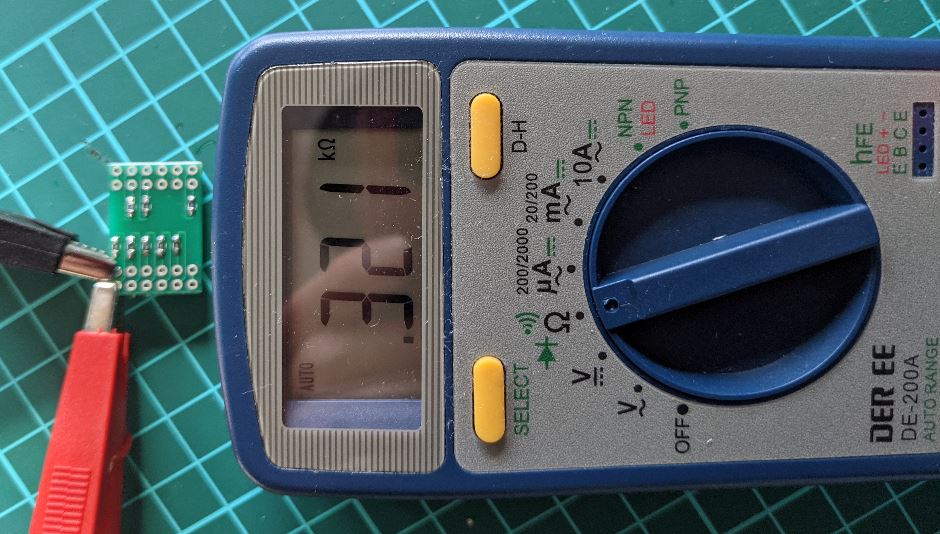 AUTO
.321 kΩ
SELECT
D-H
Ω
200/2000
μA
20/200
mA
10A
V
V
OFF
NPN
LED
PNP
DER EE
DE-200A
AUTO RANGE
hFE
LED + -
E B C E